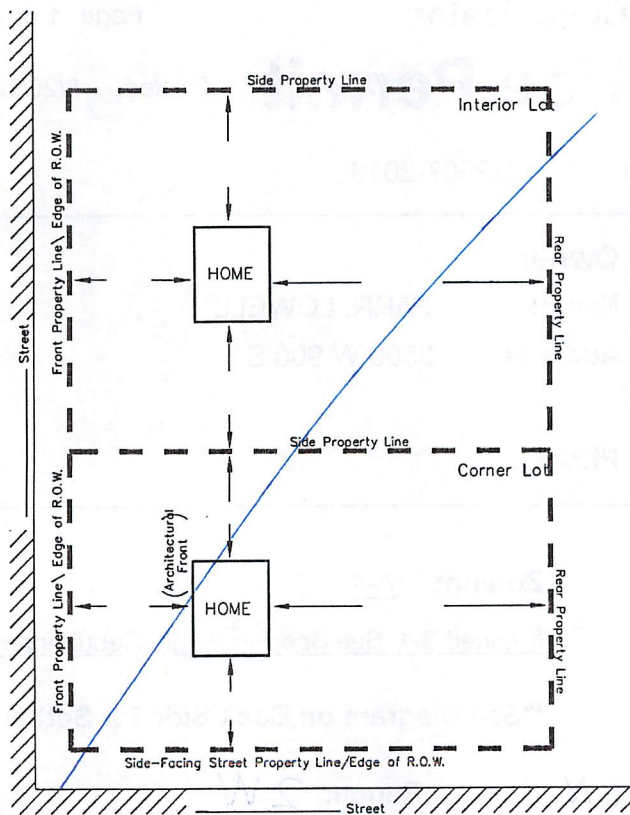 Side Property Line
Interior Lot
Front Property Line\ Edge of R.O.W.
HOME
Rear Property Line
Street
Side Property Line
Corner Lot
Front Property Line\ Edge of R.O.W.
(Architectural
Front)
HOME
Rear Property Line
Side-Facing Street Property Line/Edge of R.O.W.
Street